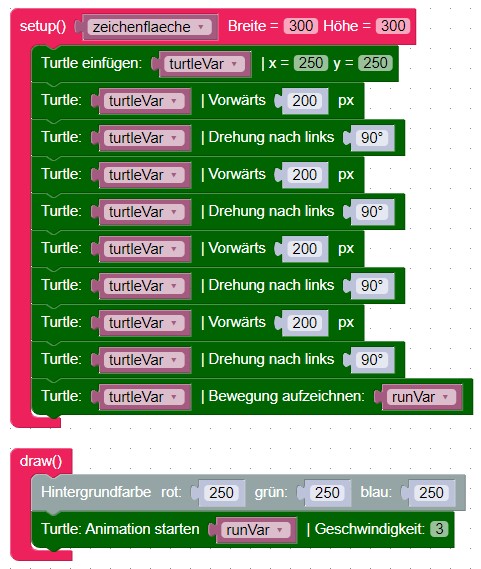 setup() zeichenflaeche Breite = 300 Höhe = 300
Turtle einfügen: turtleVar | x = 250 y = 250
Turtle: turtleVar | Vorwärts 200 px
Turtle: turtleVar | Drehung nach links 90°
Turtle: turtleVar | Vorwärts 200 px
Turtle: turtleVar | Drehung nach links 90°
Turtle: turtleVar | Vorwärts 200 px
Turtle: turtleVar | Drehung nach links 90°
Turtle: turtleVar | Vorwärts 200 px
Turtle: turtleVar | Drehung nach links 90°
Turtle: turtleVar | Bewegung aufzeichnen: runVar
draw()
Hintergrundfarbe rot: 250 grün: 250 blau: 250
Turtle: Animation starten runVar | Geschwindigkeit: 3